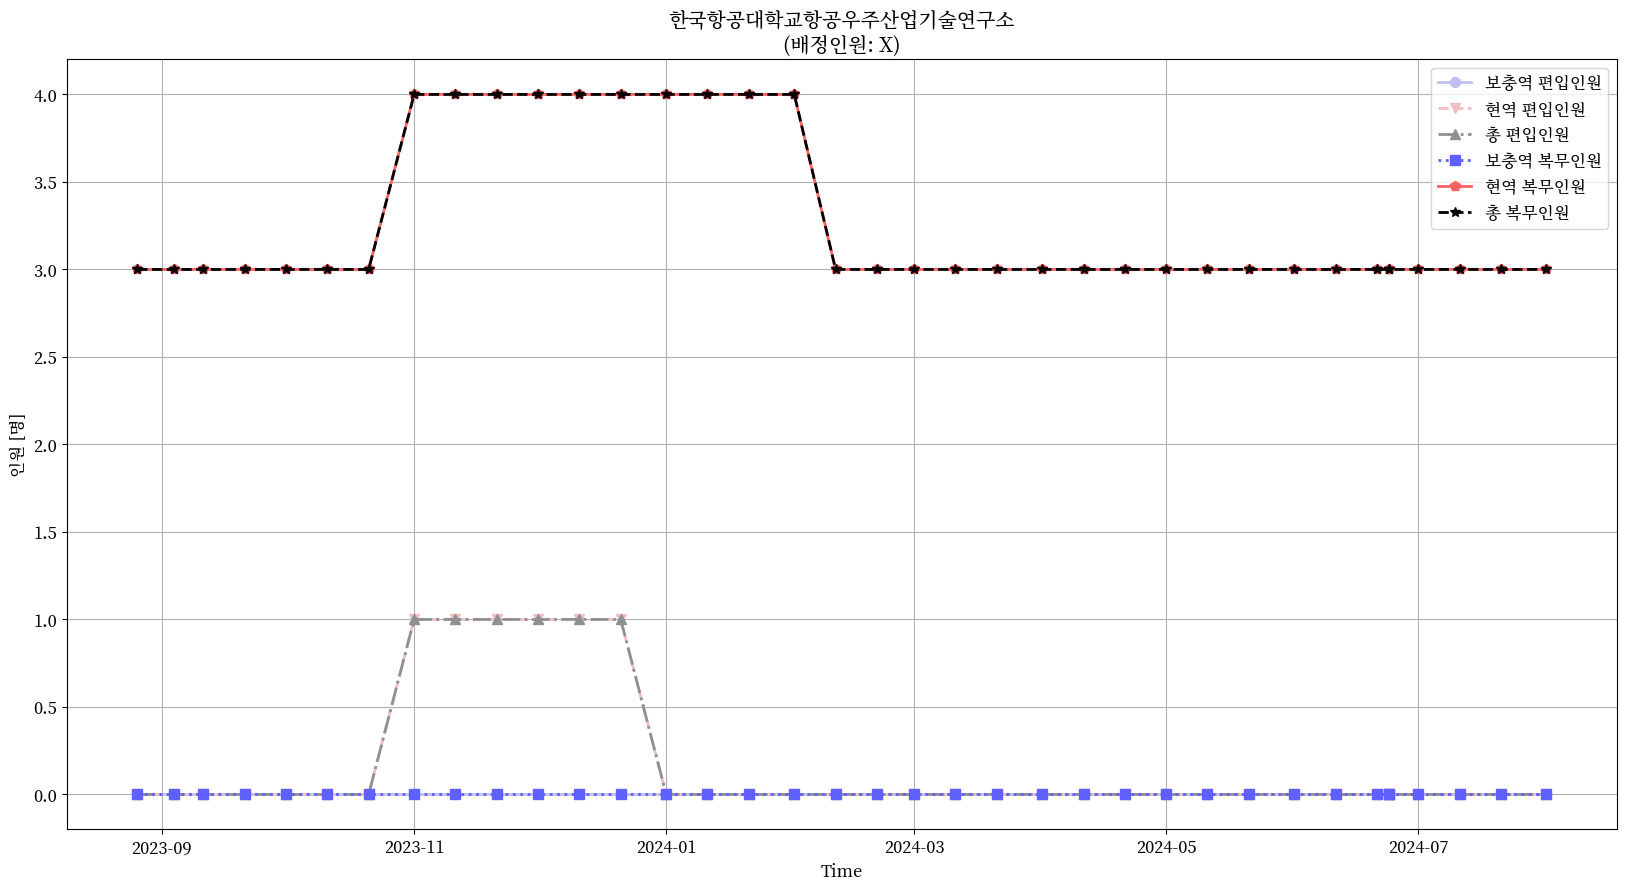 한국항공대학교항공우주산업기술연구소
(배정인원: X)
보충역 편입인원
현역 편입인원
총 편입인원
보충역 복무인원
현역 복무인원
총 복무인원
4.0
3.5
3.0
2.5
2.0
1.5
1.0
0.5
0.0
인원 [명]
2023-09
2023-11
2024-01
2024-03
2024-05
2024-07
Time